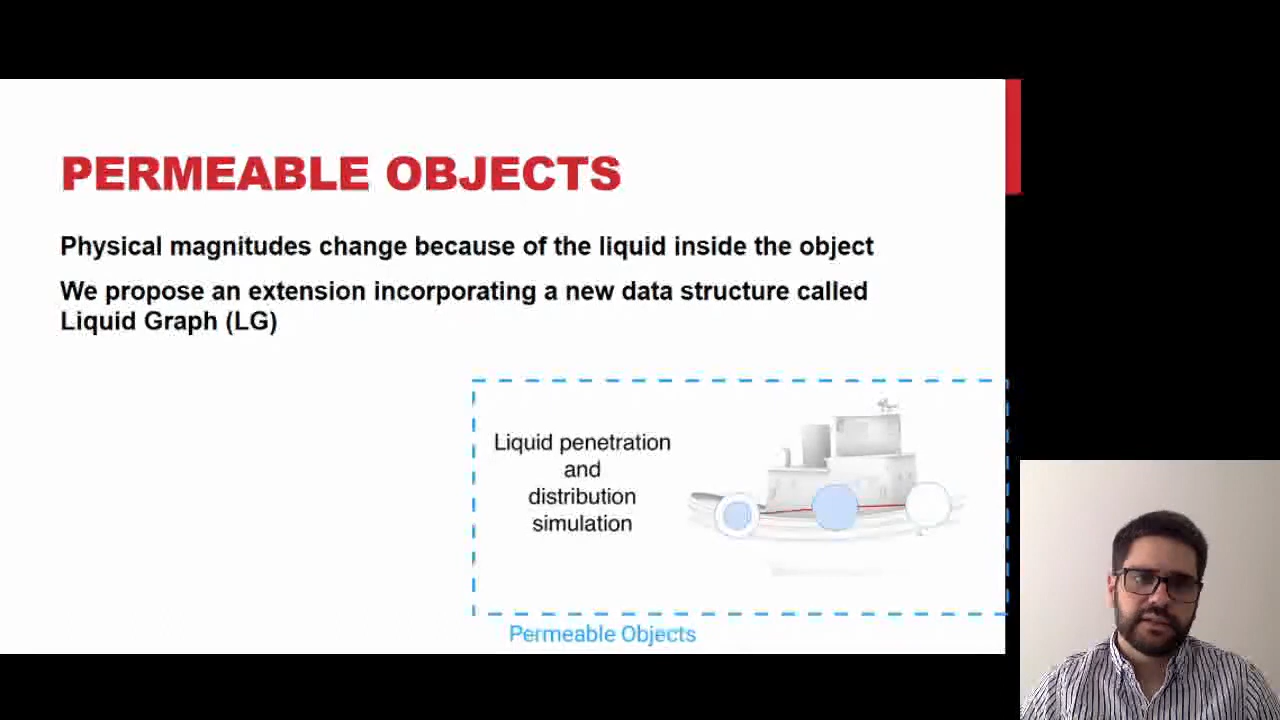 PERMEABLE OBJECTS
Physical magnitudes change because of the liquid inside the object
We propose an extension incorporating a new data structure called
Liquid Graph (LG)
Liquid penetration
and
distribution
simulation
Permeable Objects